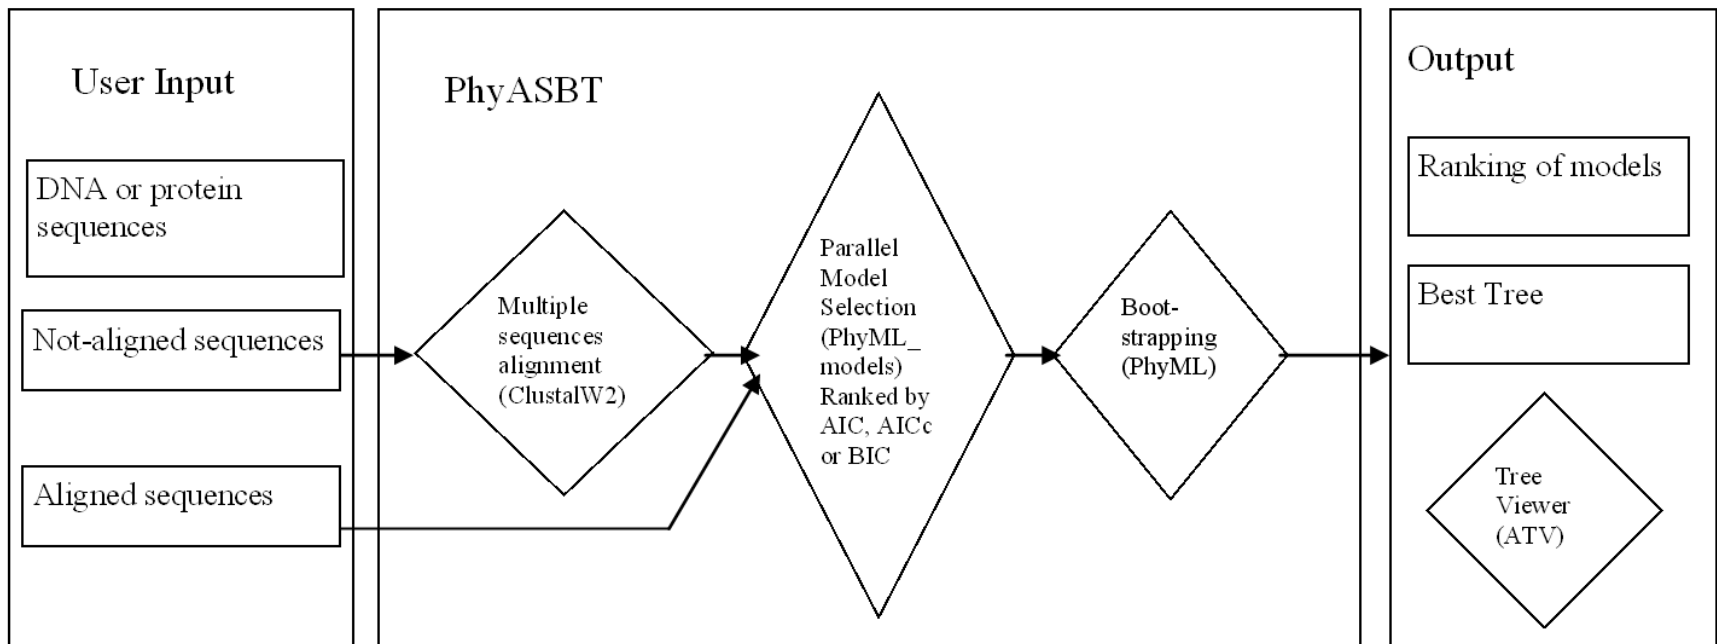 User Input
DNA or protein
sequences
Not-aligned sequences
Aligned sequences
PhyASBT
Multiple
sequences
alignment
(ClustalW2)
Parallel
Model
Selection
(PhyML_
models)
Ranked by
AIC, AICc
or BIC
Boot-
strapping
(PhyML)
Output
Ranking of models
Best Tree
Tree
Viewer
(ATV)